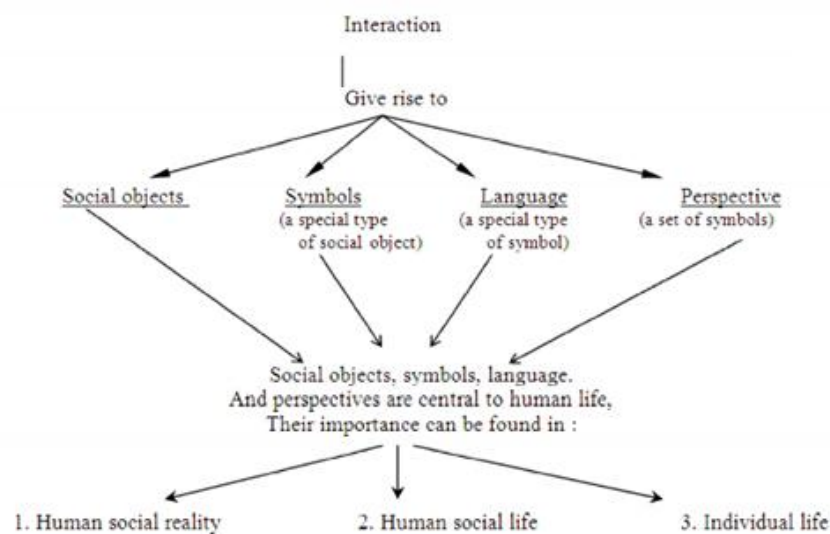 Interaction
Give rise to
Social objects
Symbols
(a special type
of social object)
Language
(a special type
of symbol)
Perspective
(a set of symbols)
Social objects, symbols, language.
And perspectives are central to human life,
Their importance can be found in :
1. Human social reality
2. Human social life
3. Individual life